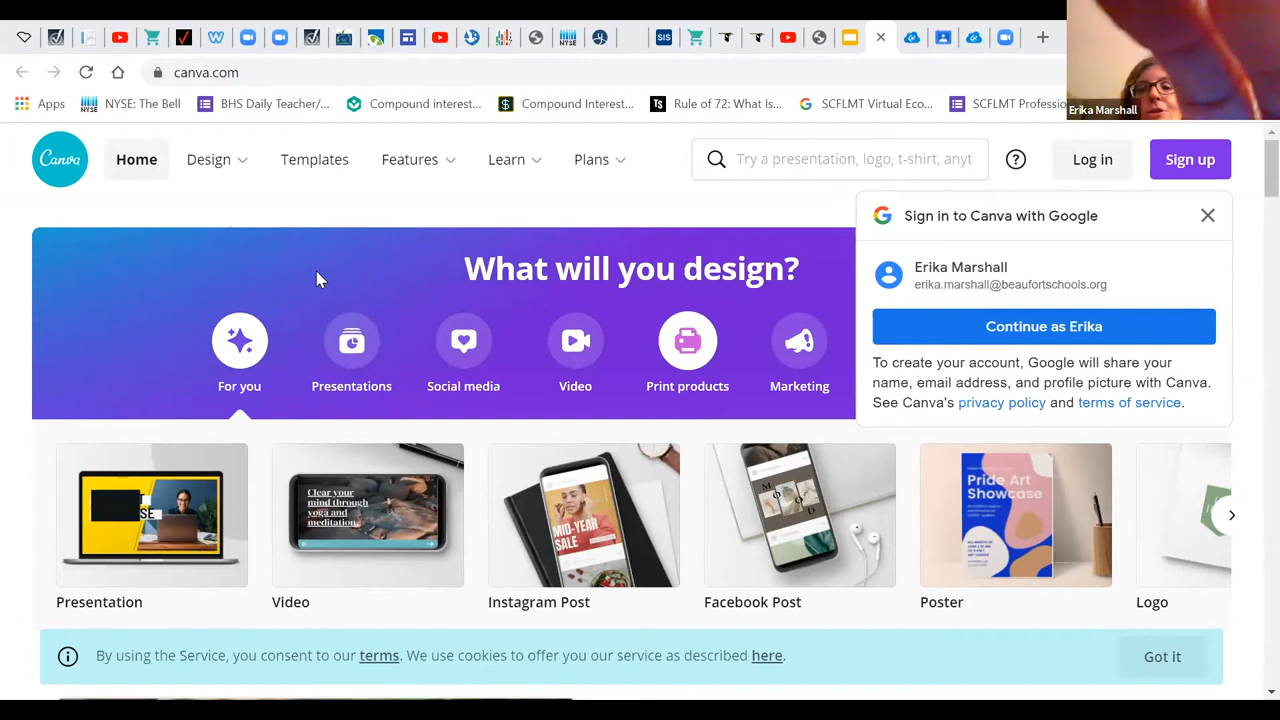 SIS
canva.com
Apps
NYSE: The Bell
BHS Daily Teacher/...
Compound interest...
$
Compound Interest...
TS
Rule of 72: What Is...
SCFLMT Virtual Eco...
SCFLMT Profession
Erika Marshall
Canva
Home
Design
Templates
Features
Learn
Plans
Try a presentation, logo, t-shirt, anyt
Log in
Sign up
Sign in to Canva with Google
Erika Marshall
erika.marshall@beaufortschools.org
Continue as Erika
To create your account, Google will share your
name, email address, and profile picture with Canva.
See Canva's privacy policy and terms of service.
What will you design?
For you
Presentations
Social media
Video
Print products
Marketing
Clear your
mind through
yoga and
meditation.
MID-YEAR
SALE
Pride Art
Showcase
Presentation
Video
Instagram Post
Facebook Post
Poster
Logo
By using the Service, you consent to our terms. We use cookies to offer you our service as described here.
Got it